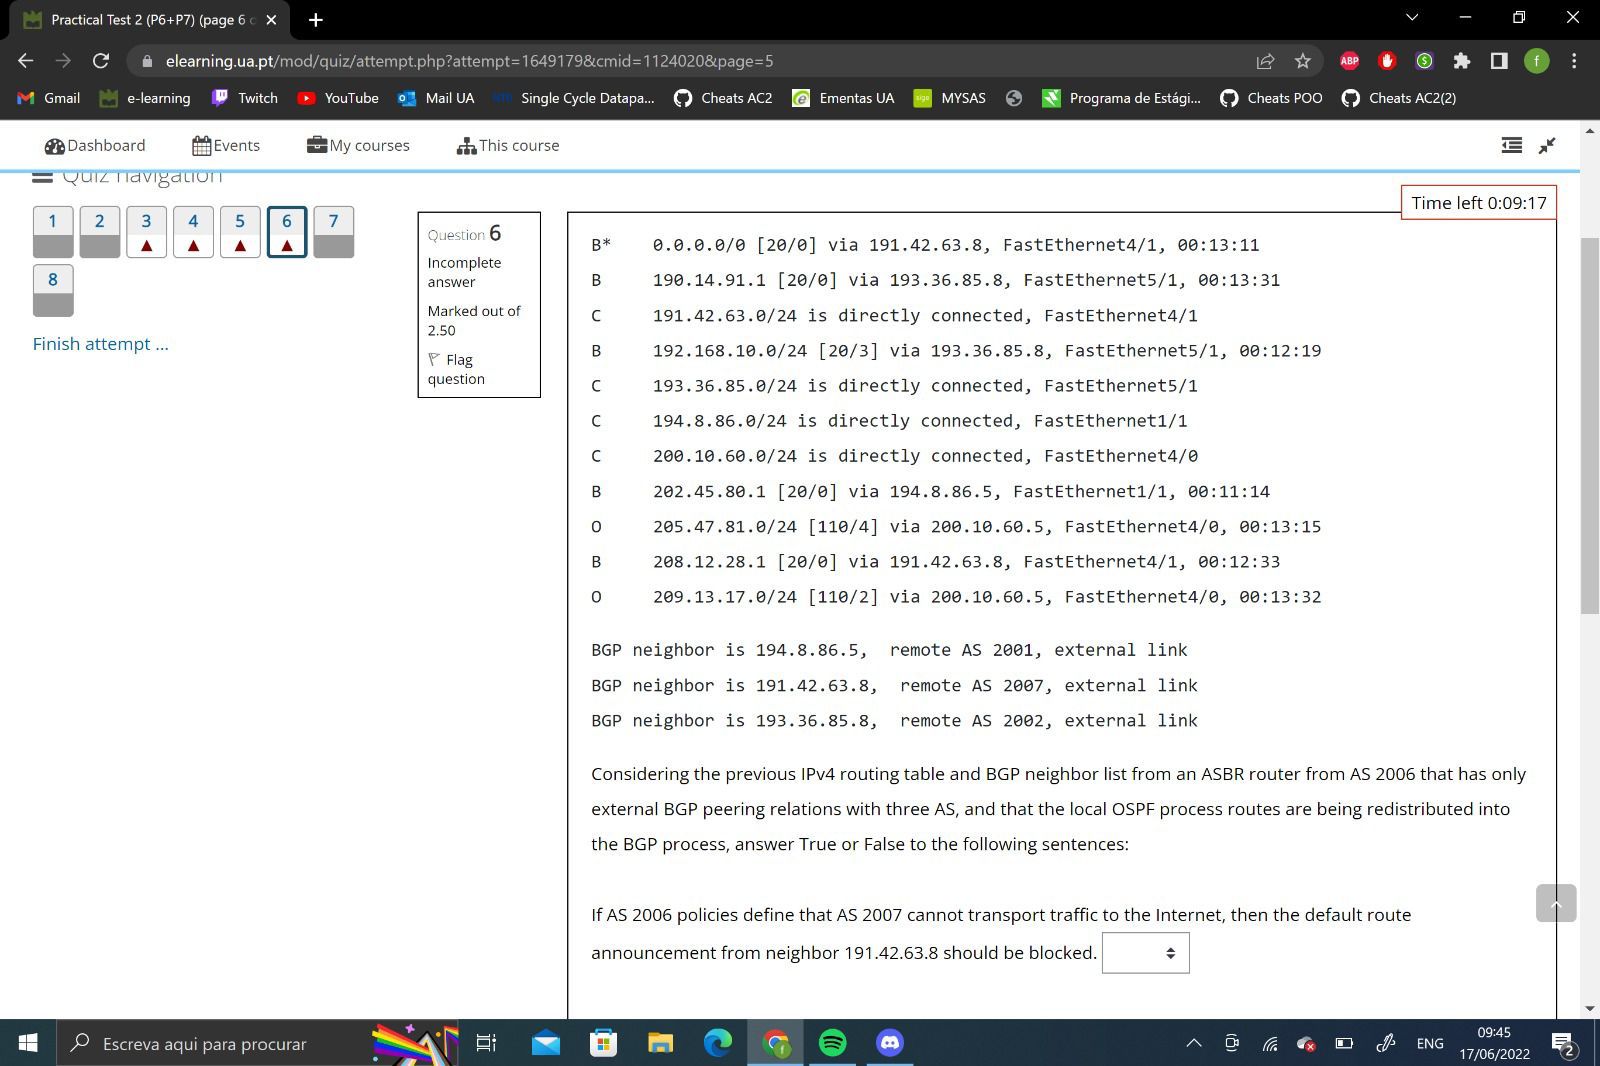 Practical Test 2 (P6+P7) (page 6 o
elearning.ua.pt/mod/quiz/attempt.php?attempt=1649179&cmid=1124020&page=5
ABP
f
Gmail e-learning Twitch YouTube Mail UA Single Cycle Datapa... Cheats AC2 Ementas UA MYSAS Programa de Estági... Cheats POO Cheats AC2(2)
Dashboard Events My courses This course
Quiz navigation
Time left 0:09:17
1 2 3 4 5 6 7
8
Finish attempt ...
Question 6
Incomplete
answer
Marked out of
2.50
Flag
question
B* 0.0.0.0/0 [20/0] via 191.42.63.8, FastEthernet4/1, 00:13:11
B 190.14.91.1 [20/0] via 193.36.85.8, FastEthernet5/1, 00:13:31
C 191.42.63.0/24 is directly connected, FastEthernet4/1
B 192.168.10.0/24 [20/3] via 193.36.85.8, FastEthernet5/1, 00:12:19
C 193.36.85.0/24 is directly connected, FastEthernet5/1
C 194.8.86.0/24 is directly connected, FastEthernet1/1
C 200.10.60.0/24 is directly connected, FastEthernet4/0
B 202.45.80.1 [20/0] via 194.8.86.5, FastEthernet1/1, 00:11:14
O 205.47.81.0/24 [110/4] via 200.10.60.5, FastEthernet4/0, 00:13:15
B 208.12.28.1 [20/0] via 191.42.63.8, FastEthernet4/1, 00:12:33
O 209.13.17.0/24 [110/2] via 200.10.60.5, FastEthernet4/0, 00:13:32
BGP neighbor is 194.8.86.5, remote AS 2001, external link
BGP neighbor is 191.42.63.8, remote AS 2007, external link
BGP neighbor is 193.36.85.8, remote AS 2002, external link
Considering the previous IPv4 routing table and BGP neighbor list from an ASBR router from AS 2006 that has only
external BGP peering relations with three AS, and that the local OSPF process routes are being redistributed into
the BGP process, answer True or False to the following sentences:
If AS 2006 policies define that AS 2007 cannot transport traffic to the Internet, then the default route
announcement from neighbor 191.42.63.8 should be blocked.
Escreva aqui para procurar
f
ENG
09:45
17/06/2022
2